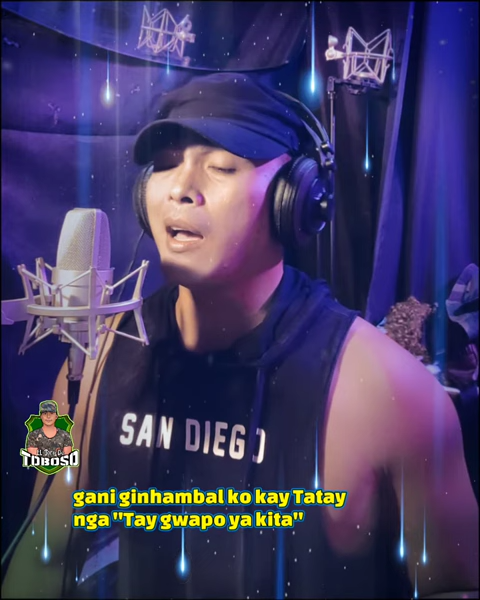 SAN DIEGO
TOBOSO
gani ginhambal ko kay Tatay
nga "Tay gwapo ya kita"